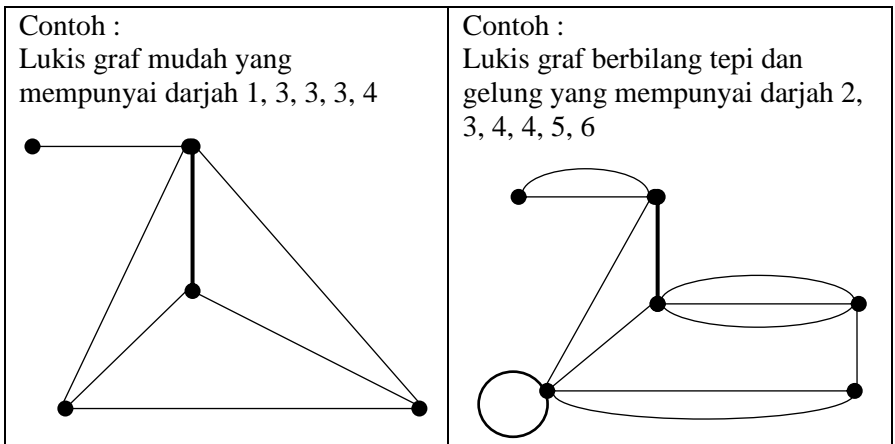 Contoh :
Lukis graf mudah yang
mempunyai darjah 1, 3, 3, 3, 4
Contoh :
Lukis graf berbilang tepi dan
gelung yang mempunyai darjah 2,
3, 4, 4, 5, 6